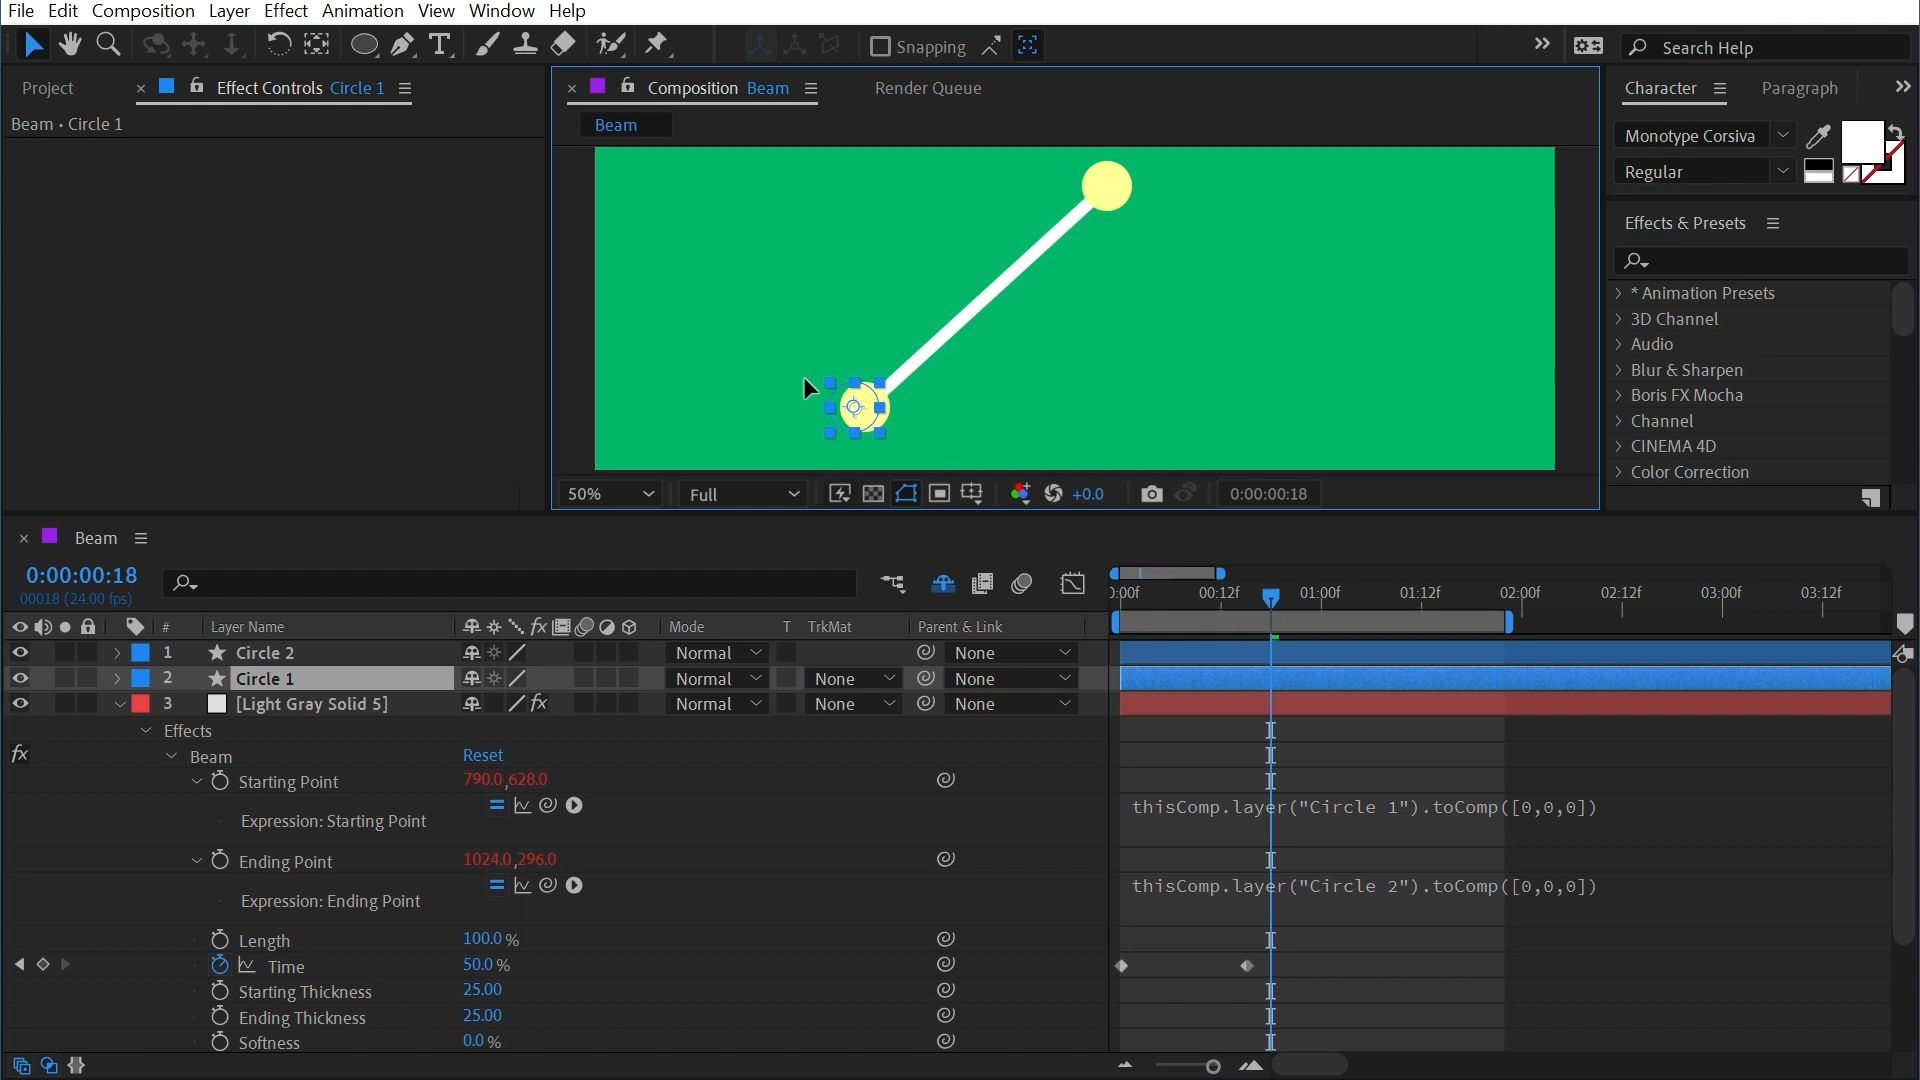 File Edit Composition Layer Effect Animation View Window Help
Snapping
Search Help
Project
Effect Controls Circle 1
Composition Beam
Render Queue
Character
Paragraph
Beam • Circle 1
Beam
Monotype Corsiva
Regular
Effects & Presets
* Animation Presets
3D Channel
Audio
Blur & Sharpen
Boris FX Mocha
Channel
CINEMA 4D
Color Correction
50%
Full
+0.0
0:00:00:18
Beam
0:00:00:18
00018 (24.00 fps)
):00f 00:12f 01:00f 01:12f 02:00f 02:12f 03:00f 03:12f
# Layer Name fx Mode T TrkMat Parent & Link
1 Circle 2 Normal None
2 Circle 1 Normal None None
3 [Light Gray Solid 5] fx Normal None None
Effects
fx Beam Reset
Starting Point 790.0,628.0
thisComp.layer("Circle 1").toComp([0,0,0])
Expression: Starting Point
Ending Point 1024.0,296.0
thisComp.layer("Circle 2").toComp([0,0,0])
Expression: Ending Point
Length 100.0 %
Time 50.0 %
Starting Thickness 25.00
Ending Thickness 25.00
Softness 0.0 %